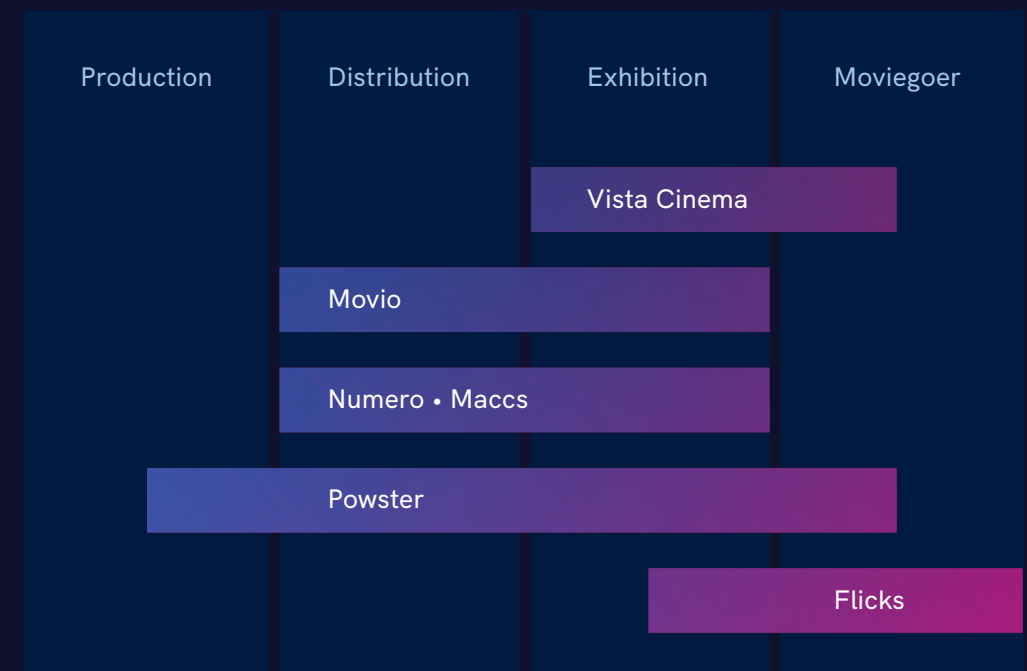 Production
Distribution
Exhibition
Moviegoer
Vista Cinema
Movio
Numero • Maccs
Powster
Flicks